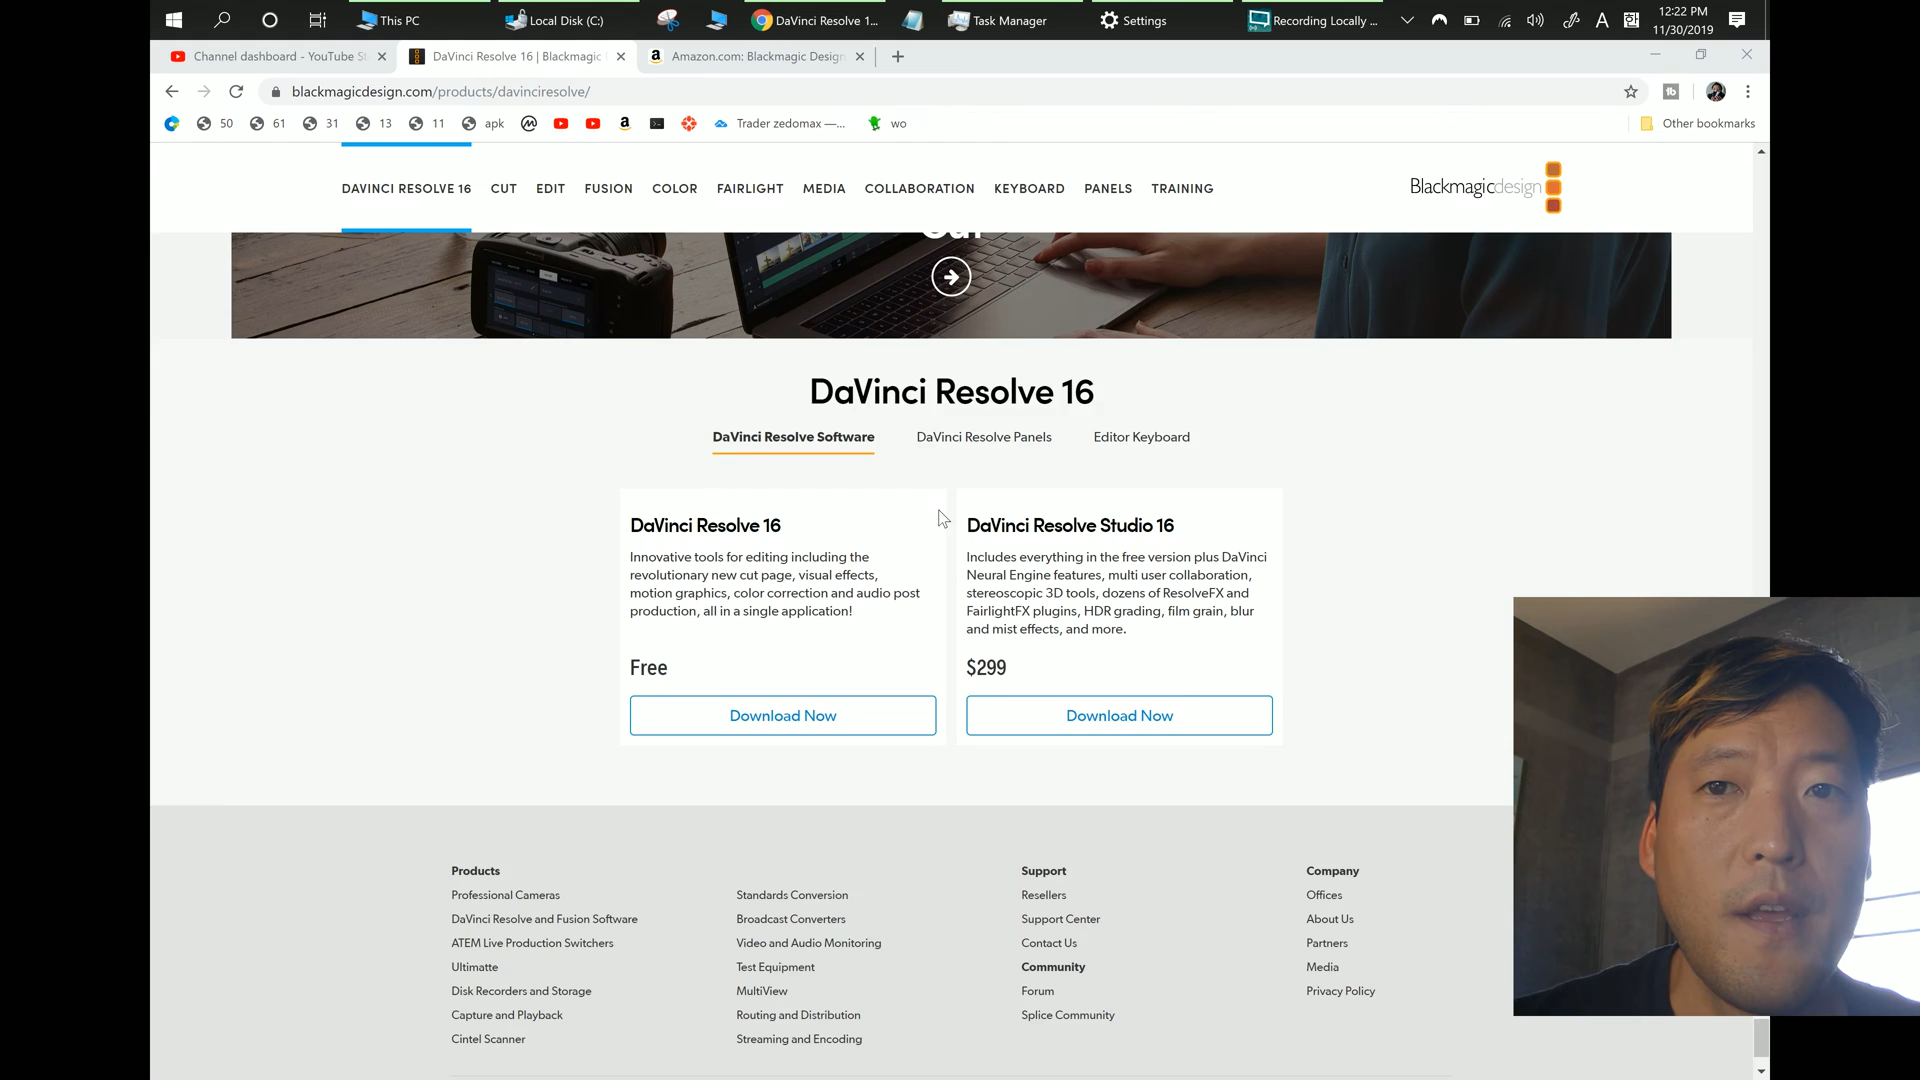 This PC
Local Disk (C:)
DaVinci Resolve 1...
Task Manager
Settings
Recording Locally ...
A
12:22 PM
11/30/2019
Channel dashboard - YouTube St
DaVinci Resolve 16 | Blackmagic
Amazon.com: Blackmagic Design
blackmagicdesign.com/products/davinciresolve/
50
61
31
13
11
apk
Trader zedomax —...
wo
Other bookmarks
DAVINCI RESOLVE 16
CUT
EDIT
FUSION
COLOR
FAIRLIGHT
MEDIA
COLLABORATION
KEYBOARD
PANELS
TRAINING
Blackmagicdesign
DaVinci Resolve 16
DaVinci Resolve Software
DaVinci Resolve Panels
Editor Keyboard
DaVinci Resolve 16
Innovative tools for editing including the
revolutionary new cut page, visual effects,
motion graphics, color correction and audio post
production, all in a single application!
Free
Download Now
DaVinci Resolve Studio 16
Includes everything in the free version plus DaVinci
Neural Engine features, multi user collaboration,
stereoscopic 3D tools, dozens of ResolveFX and
FairlightFX plugins, HDR grading, film grain, blur
and mist effects, and more.
$299
Download Now
Products
Professional Cameras
DaVinci Resolve and Fusion Software
ATEM Live Production Switchers
Ultimatte
Disk Recorders and Storage
Capture and Playback
Cintel Scanner
Standards Conversion
Broadcast Converters
Video and Audio Monitoring
Test Equipment
MultiView
Routing and Distribution
Streaming and Encoding
Support
Resellers
Support Center
Contact Us
Community
Forum
Splice Community
Company
Offices
About Us
Partners
Media
Privacy Policy